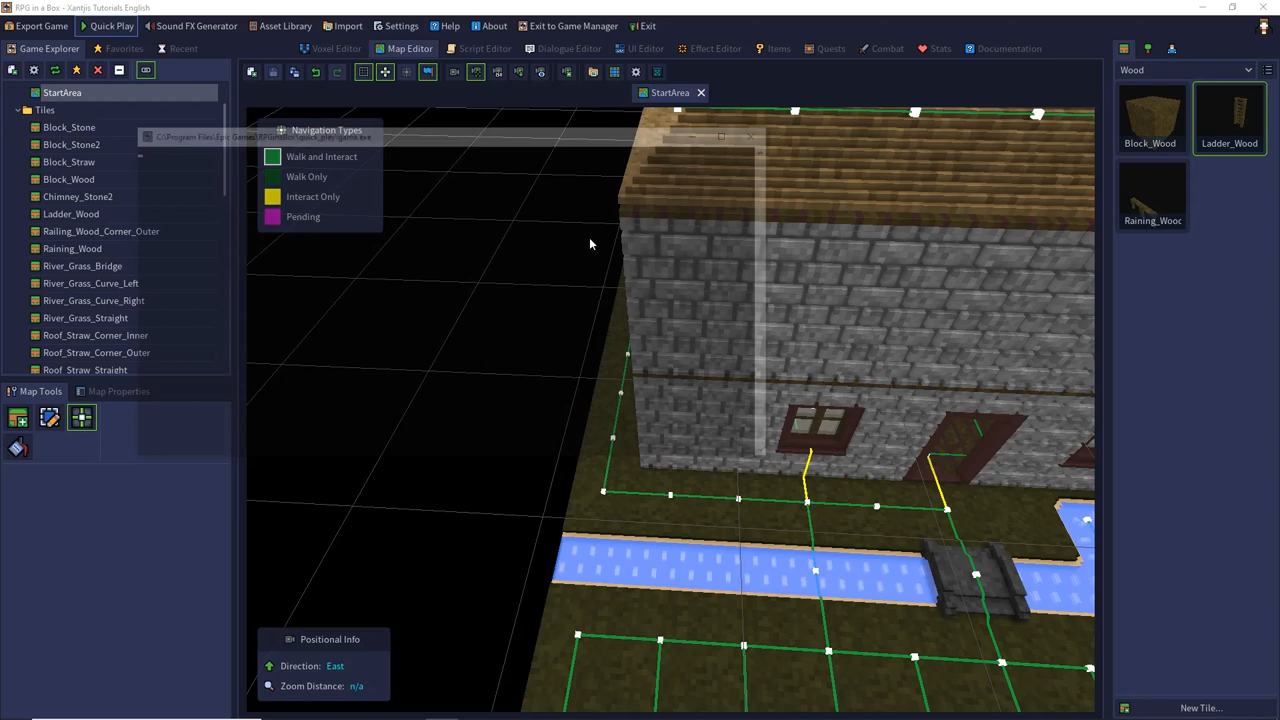 RPG in a Box — Xantjis Tutorials English
Export Game Quick Play Sound FX Generator Asset Library Import Settings Help About Exit to Game Manager Exit
Game Explorer Favorites Recent Voxel Editor Map Editor Script Editor Dialogue Editor UI Editor Effect Editor Items Quests Combat Stats Documentation
Wood
StartArea
StartArea
Tiles
Block_Stone
Block_Stone2
Block_Straw
Block_Wood
Chimney_Stone2
Ladder_Wood
Railing_Wood_Corner_Outer
Raining_Wood
River_Grass_Bridge
River_Grass_Curve_Left
River_Grass_Curve_Right
River_Grass_Straight
Roof_Straw_Corner_Inner
Roof_Straw_Corner_Outer
Roof_Straw_Straight
Map Tools Map Properties
Navigation Types
Walk and Interact
Walk Only
Interact Only
Pending
Positional Info
Direction: East
Zoom Distance: n/a
Block_Wood Ladder_Wood
Raining_Wood
New Tile...